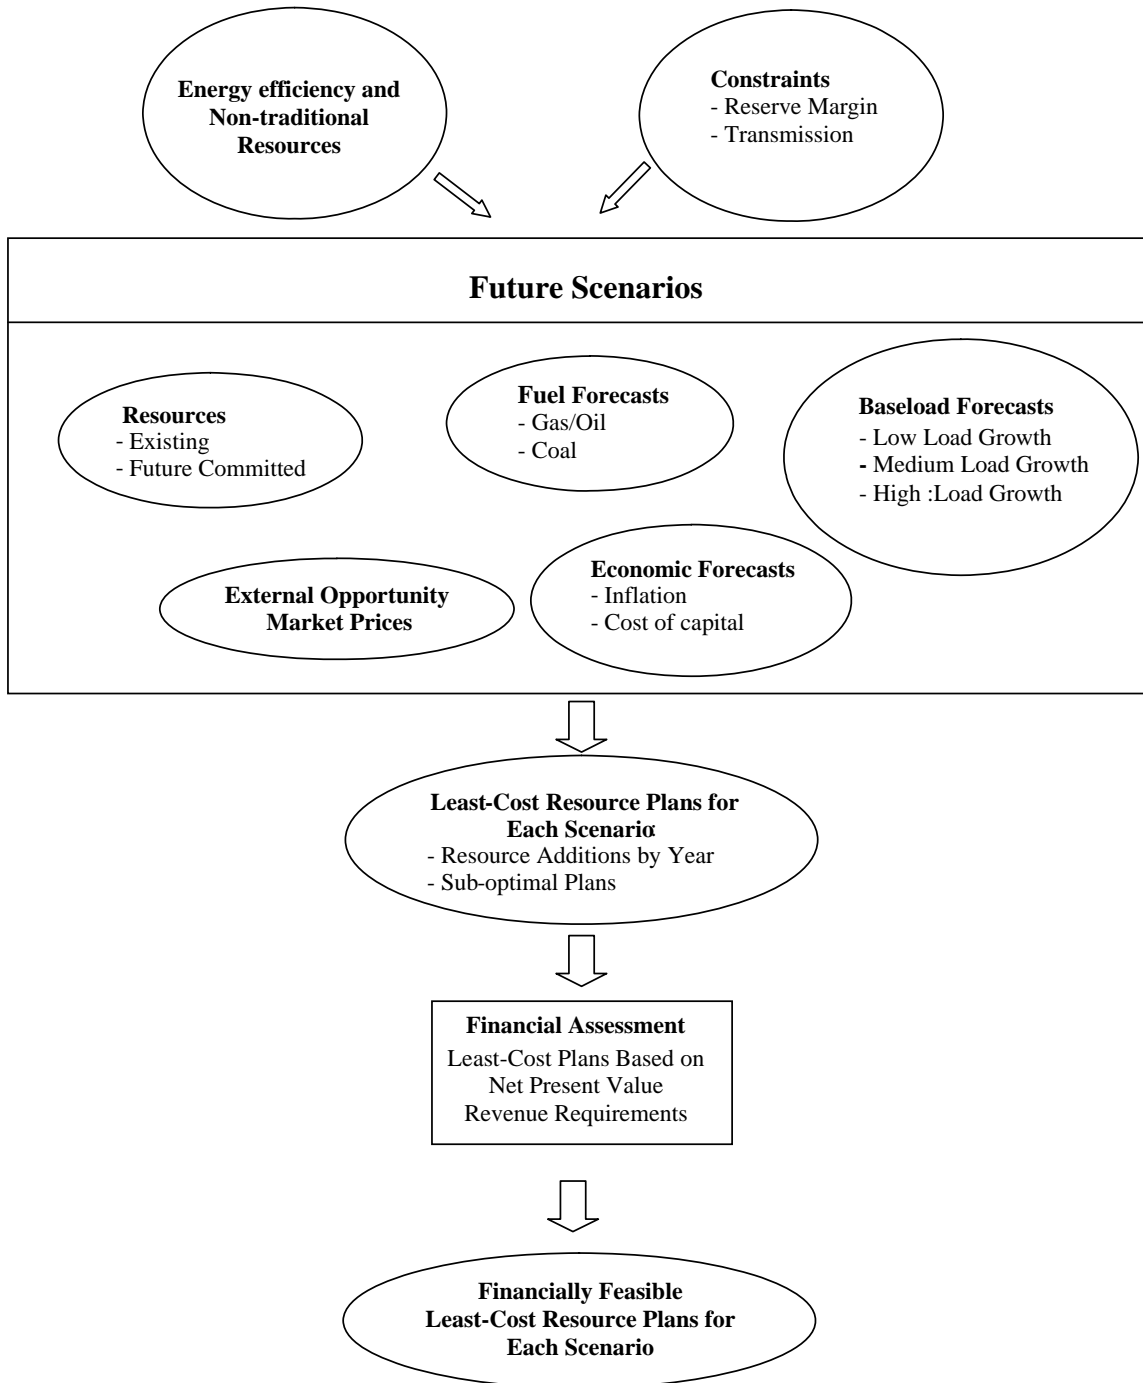 Energy efficiency and
Non-traditional
Resources
Constraints
- Reserve Margin
- Transmission
Future Scenarios
Resources
- Existing
- Future Committed
Fuel Forecasts
- Gas/Oil
- Coal
Baseload Forecasts
- Low Load Growth
- Medium Load Growth
- High :Load Growth
External Opportunity
Market Prices
Economic Forecasts
- Inflation
- Cost of capital
Least-Cost Resource Plans for
Each Scenario:
- Resource Additions by Year
- Sub-optimal Plans
Financial Assessment
Least-Cost Plans Based on
Net Present Value
Revenue Requirements
Financially Feasible
Least-Cost Resource Plans for
Each Scenario